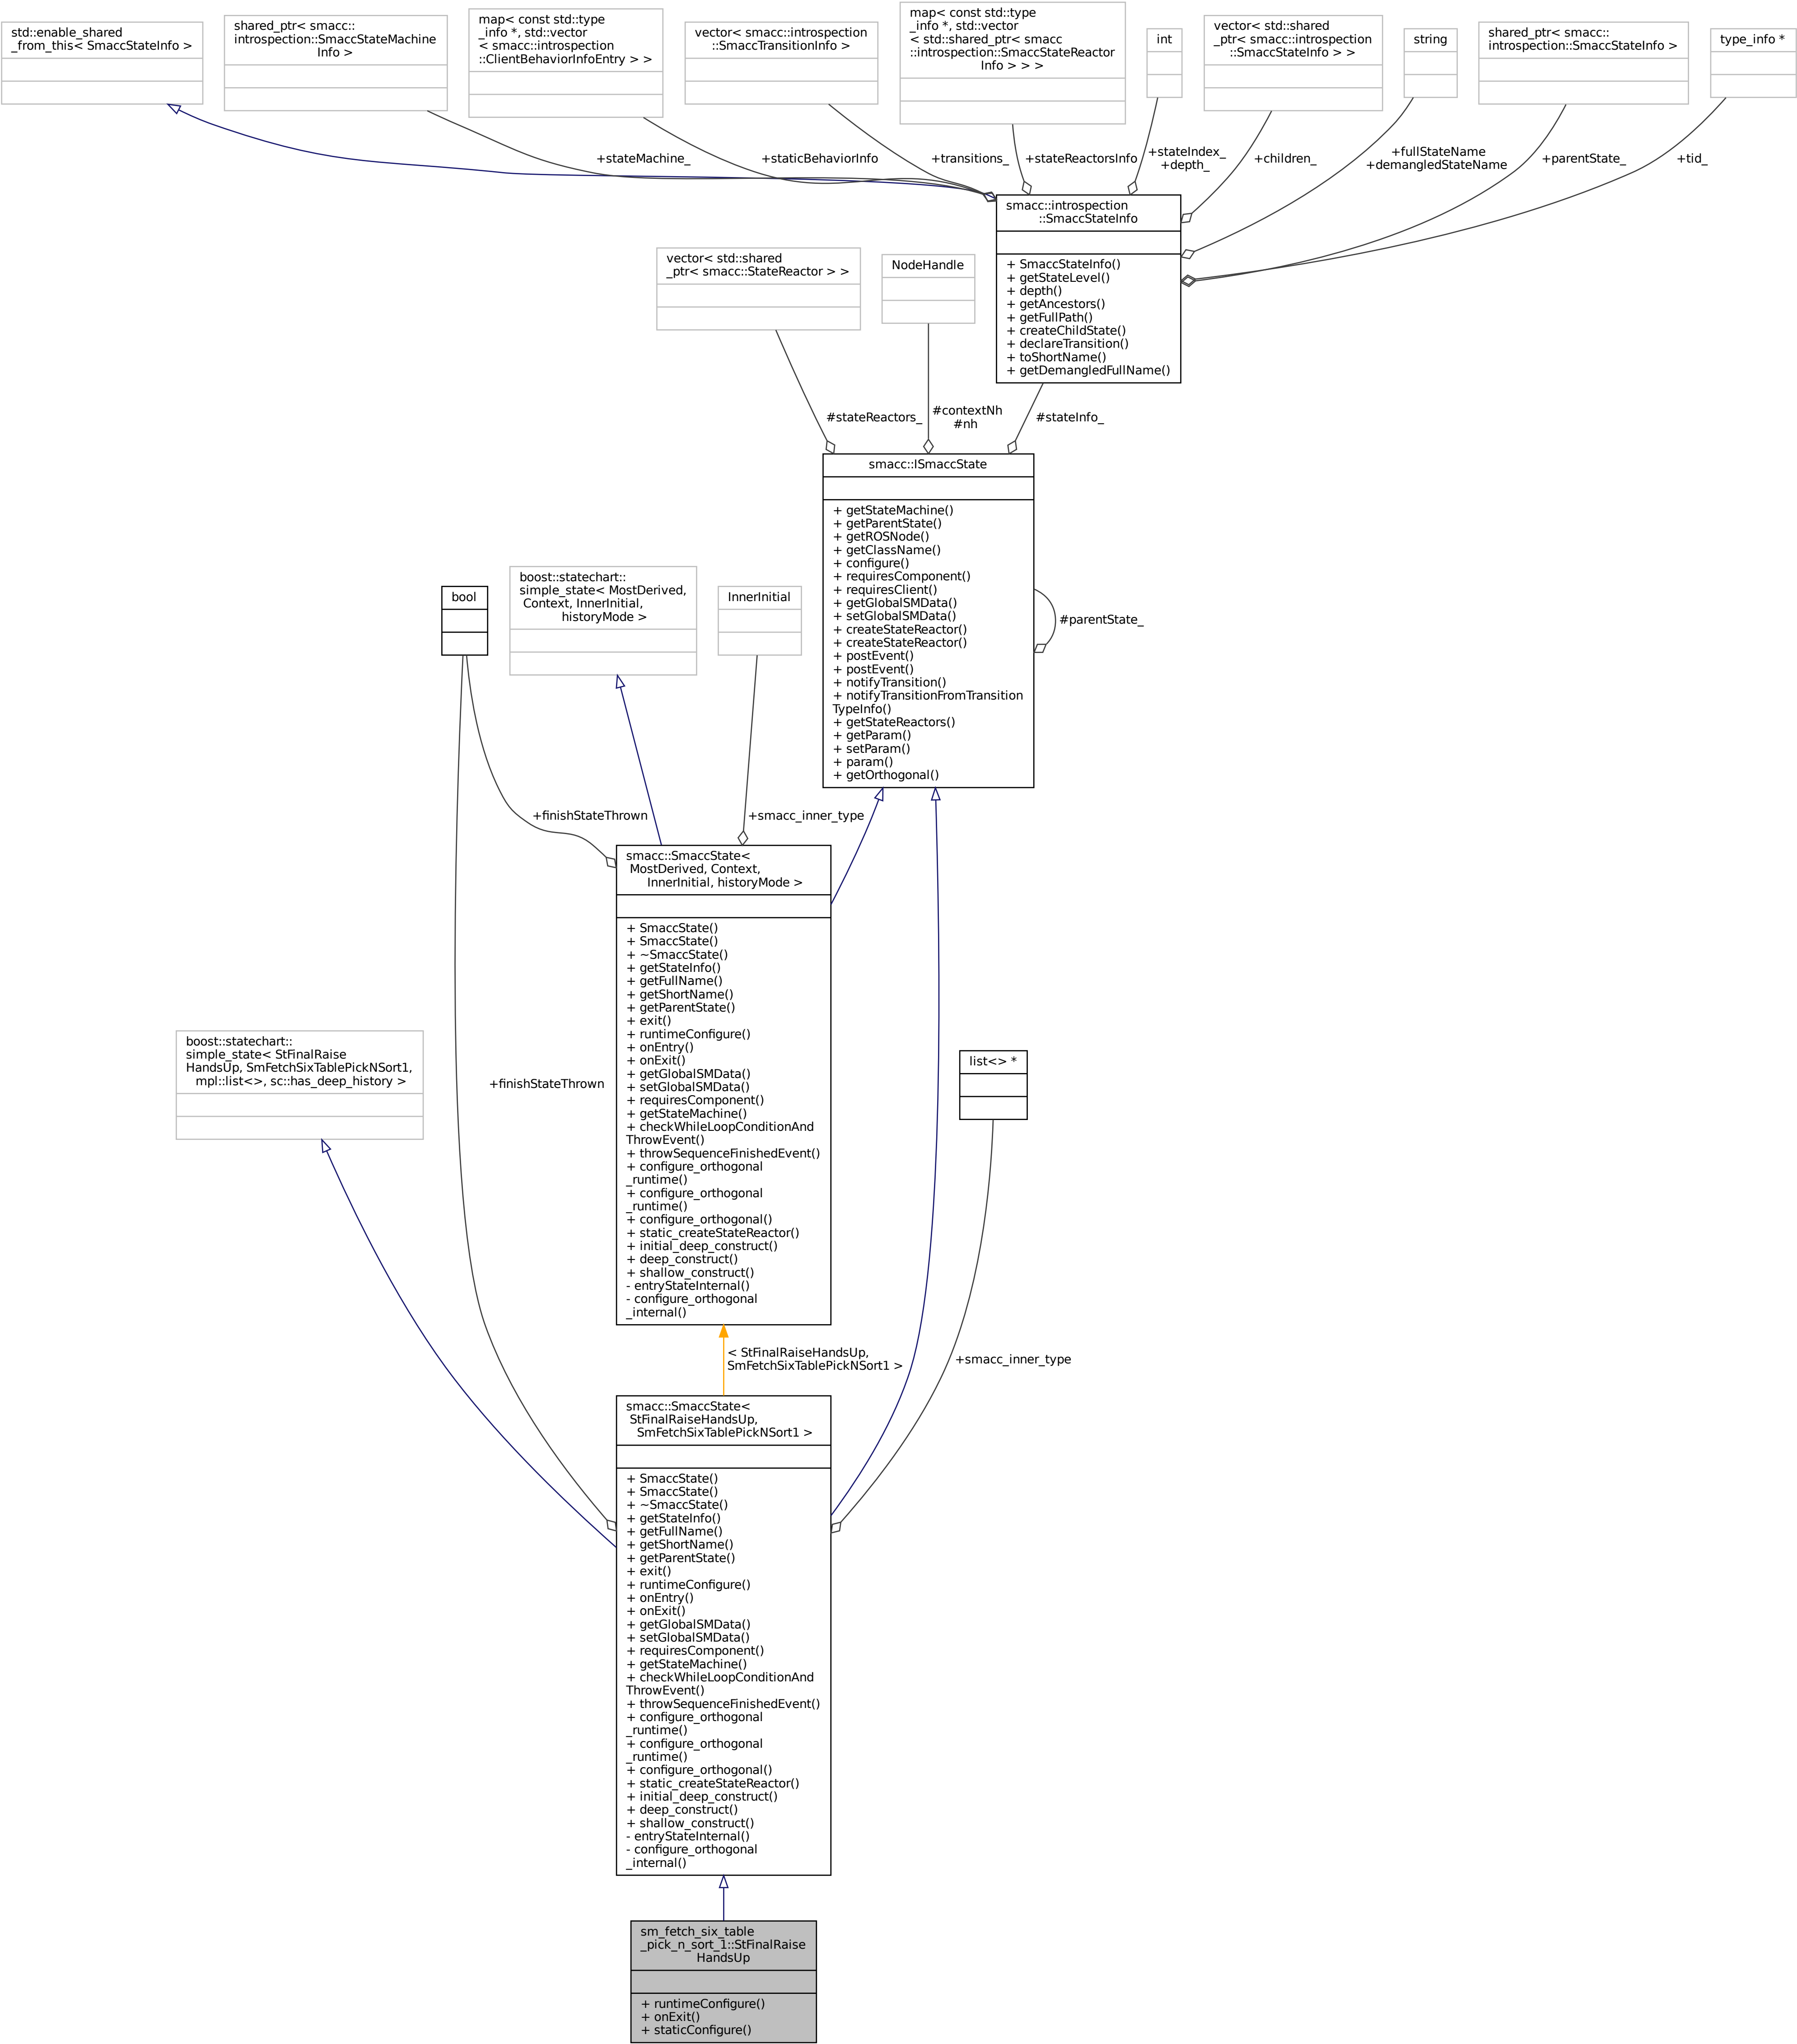 std::enable_shared
_from_this< SmaccStateInfo >
shared_ptr< smacc::
introspection::SmaccStateMachine
Info >
map< const std::type
_info *, std::vector
< smacc::introspection
::ClientBehaviorInfoEntry > >
vector< smacc::introspection
::SmaccTransitionInfo >
map< const std::type
_info *, std::vector
< std::shared_ptr< smacc
::introspection::SmaccStateReactor
Info > > >
int
vector< std::shared
_ptr< smacc::introspection
::SmaccStateInfo > >
string
shared_ptr< smacc::
introspection::SmaccStateInfo >
type_info *
+stateMachine_
+staticBehaviorInfo
+transitions_
+stateReactorsInfo
+stateIndex_
+depth_
+children_
+fullStateName
+demangledStateName
+parentState_
+tid_
smacc::introspection
::SmaccStateInfo
+ SmaccStateInfo()
+ getStateLevel()
+ depth()
+ getAncestors()
+ getFullPath()
+ createChildState()
+ declareTransition()
+ toShortName()
+ getDemangledFullName()
vector< std::shared
_ptr< smacc::StateReactor > >
NodeHandle
#stateReactors_
#contextNh
#nh
#stateInfo_
smacc::ISmaccState
+ getStateMachine()
+ getParentState()
+ getROSNode()
+ getClassName()
+ configure()
+ requiresComponent()
+ requiresClient()
+ getGlobalSMData()
+ setGlobalSMData()
+ createStateReactor()
+ createStateReactor()
+ postEvent()
+ postEvent()
+ notifyTransition()
+ notifyTransitionFromTransition
TypeInfo()
+ getStateReactors()
+ getParam()
+ setParam()
+ param()
+ getOrthogonal()
#parentState_
bool
boost::statechart::
simple_state< MostDerived,
Context, InnerInitial,
historyMode >
InnerInitial
+finishStateThrown
+smacc_inner_type
smacc::SmaccState<
MostDerived, Context,
InnerInitial, historyMode >
+ SmaccState()
+ SmaccState()
+ ~SmaccState()
+ getStateInfo()
+ getFullName()
+ getShortName()
+ getParentState()
+ exit()
+ runtimeConfigure()
+ onEntry()
+ onExit()
+ getGlobalSMData()
+ setGlobalSMData()
+ requiresComponent()
+ getStateMachine()
+ checkWhileLoopConditionAnd
ThrowEvent()
+ throwSequenceFinishedEvent()
+ configure_orthogonal
_runtime()
+ configure_orthogonal
_runtime()
+ configure_orthogonal()
+ static_createStateReactor()
+ initial_deep_construct()
+ deep_construct()
+ shallow_construct()
- entryStateInternal()
- configure_orthogonal
_internal()
boost::statechart::
simple_state< StFinalRaise
HandsUp, SmFetchSixTablePickNSort1,
mpl::list<>, sc::has_deep_history >
+finishStateThrown
list<> *
< StFinalRaiseHandsUp,
SmFetchSixTablePickNSort1 >
+smacc_inner_type
smacc::SmaccState<
StFinalRaiseHandsUp,
SmFetchSixTablePickNSort1 >
+ SmaccState()
+ SmaccState()
+ ~SmaccState()
+ getStateInfo()
+ getFullName()
+ getShortName()
+ getParentState()
+ exit()
+ runtimeConfigure()
+ onEntry()
+ onExit()
+ getGlobalSMData()
+ setGlobalSMData()
+ requiresComponent()
+ getStateMachine()
+ checkWhileLoopConditionAnd
ThrowEvent()
+ throwSequenceFinishedEvent()
+ configure_orthogonal
_runtime()
+ configure_orthogonal
_runtime()
+ configure_orthogonal()
+ static_createStateReactor()
+ initial_deep_construct()
+ deep_construct()
+ shallow_construct()
- entryStateInternal()
- configure_orthogonal
_internal()
sm_fetch_six_table
_pick_n_sort_1::StFinalRaise
HandsUp
+ runtimeConfigure()
+ onExit()
+ staticConfigure()